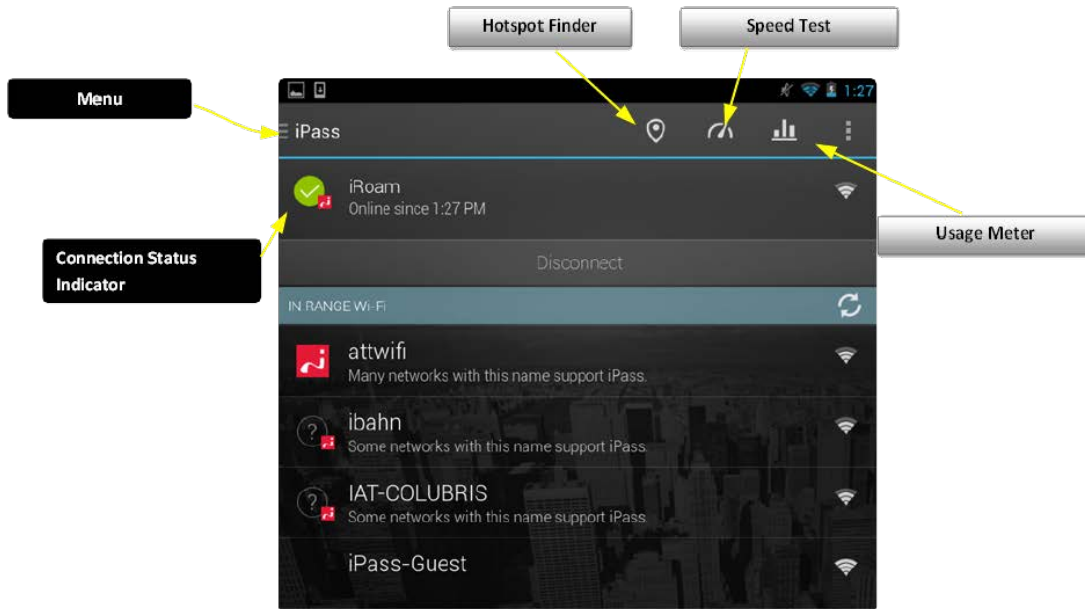 Hotspot Finder
Speed Test
Menu
1:27
iPass
iRoam
Online since 1:27 PM
Usage Meter
Connection Status
Indicator
Disconnect
IN RANGE Wi-Fi
attwifi
Many networks with this name support iPass.
ibahn
Some networks with this name support iPass.
IAT-COLUBRIS
Some networks with this name support iPass.
iPass-Guest